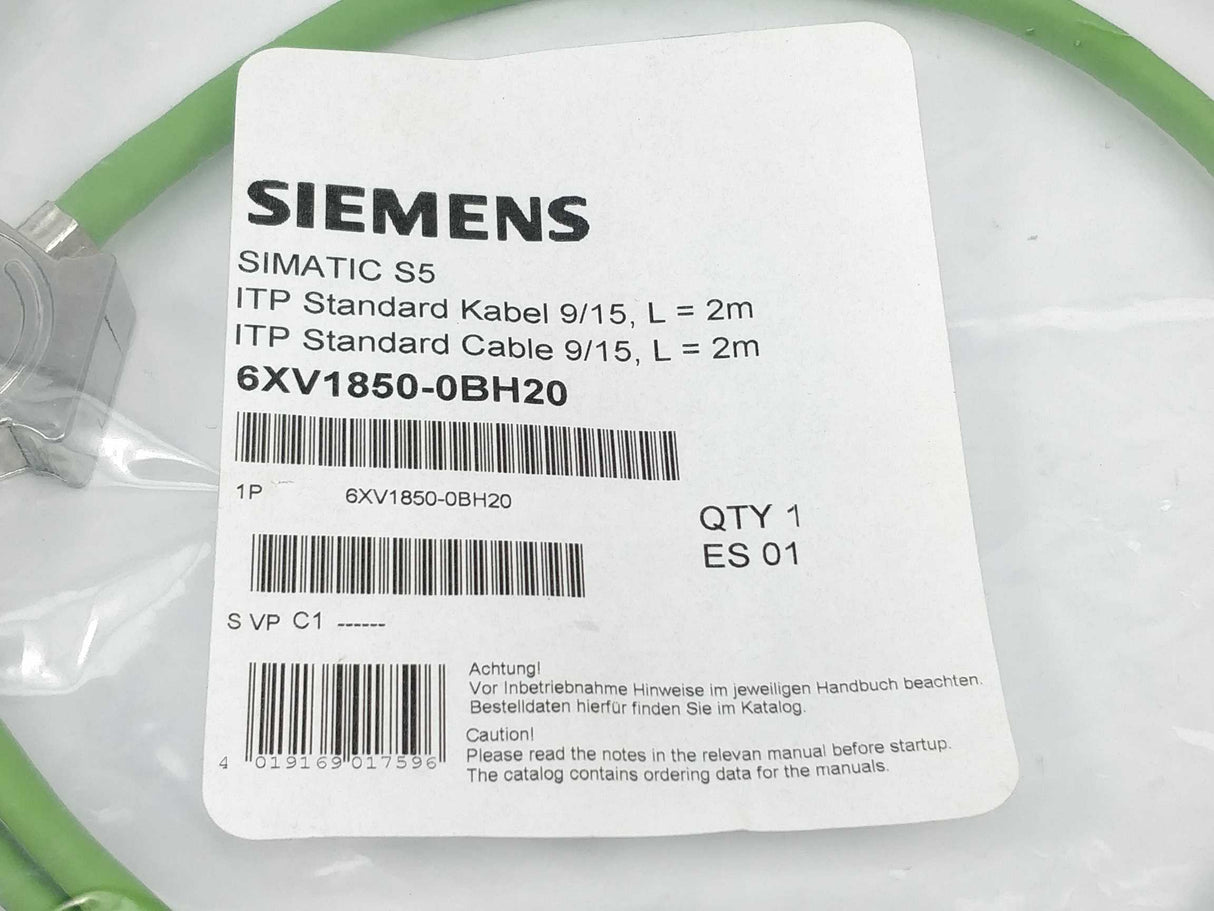 SIEMENS
SIMATIC S5
ITP Standard Kabel 9/15, L = 2m
ITP Standard Cable 9/15, L = 2m
6XV1850-0BH20
1P 6XV1850-0BH20
QTY 1
ES 01
S VP C1 ------
Achtung!
Vor Inbetriebnahme Hinweise im jeweiligen Handbuch beachten.
Bestelldaten hierfür finden Sie im Katalog.
Caution!
Please read the notes in the relevan manual before startup.
The catalog contains ordering data for the manuals.
4 019169 017596